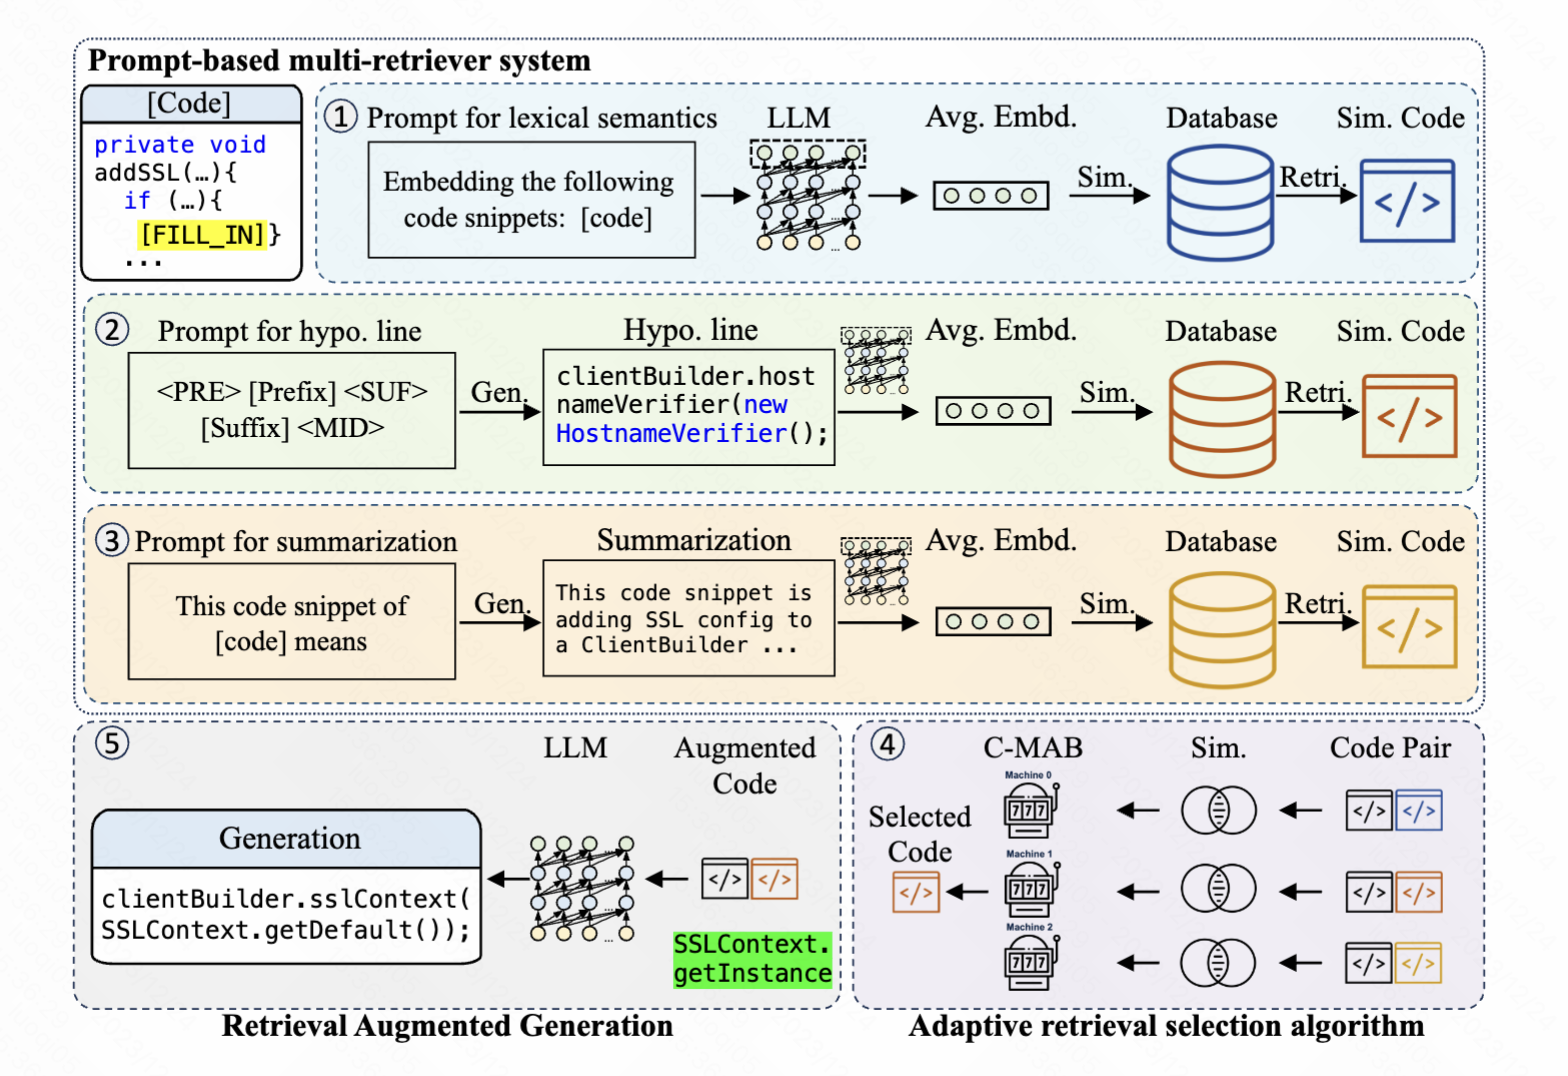 Prompt-based multi-retriever system
[Code]
private void
addSSL(…){
if (…){
[FILL_IN]}
...
① Prompt for lexical semantics
Embedding the following
code snippets: [code]
LLM
Avg. Embd.
Sim.
Database
Retri.
Sim. Code
</>
② Prompt for hypo. line
<PRE> [Prefix] <SUF>
[Suffix] <MID>
Gen.
Hypo. line
clientBuilder.host
nameVerifier(new
HostnameVerifier();
Avg. Embd.
Sim.
Database
Retri.
Sim. Code
</>
③ Prompt for summarization
This code snippet of
[code] means
Gen.
Summarization
This code snippet is
adding SSL config to
a ClientBuilder ...
Avg. Embd.
Sim.
Database
Retri.
Sim. Code
</>
④
C-MAB
Sim.
Code Pair
Machine 0
777
</> </>
Selected
Code
</>
Machine 1
777
</> </>
Machine 2
777
</> </>
Adaptive retrieval selection algorithm
⑤
LLM
Augmented
Code
</> </>
SSLContext.
getInstance
Generation
clientBuilder.sslContext(
SSLContext.getDefault());
Retrieval Augmented Generation